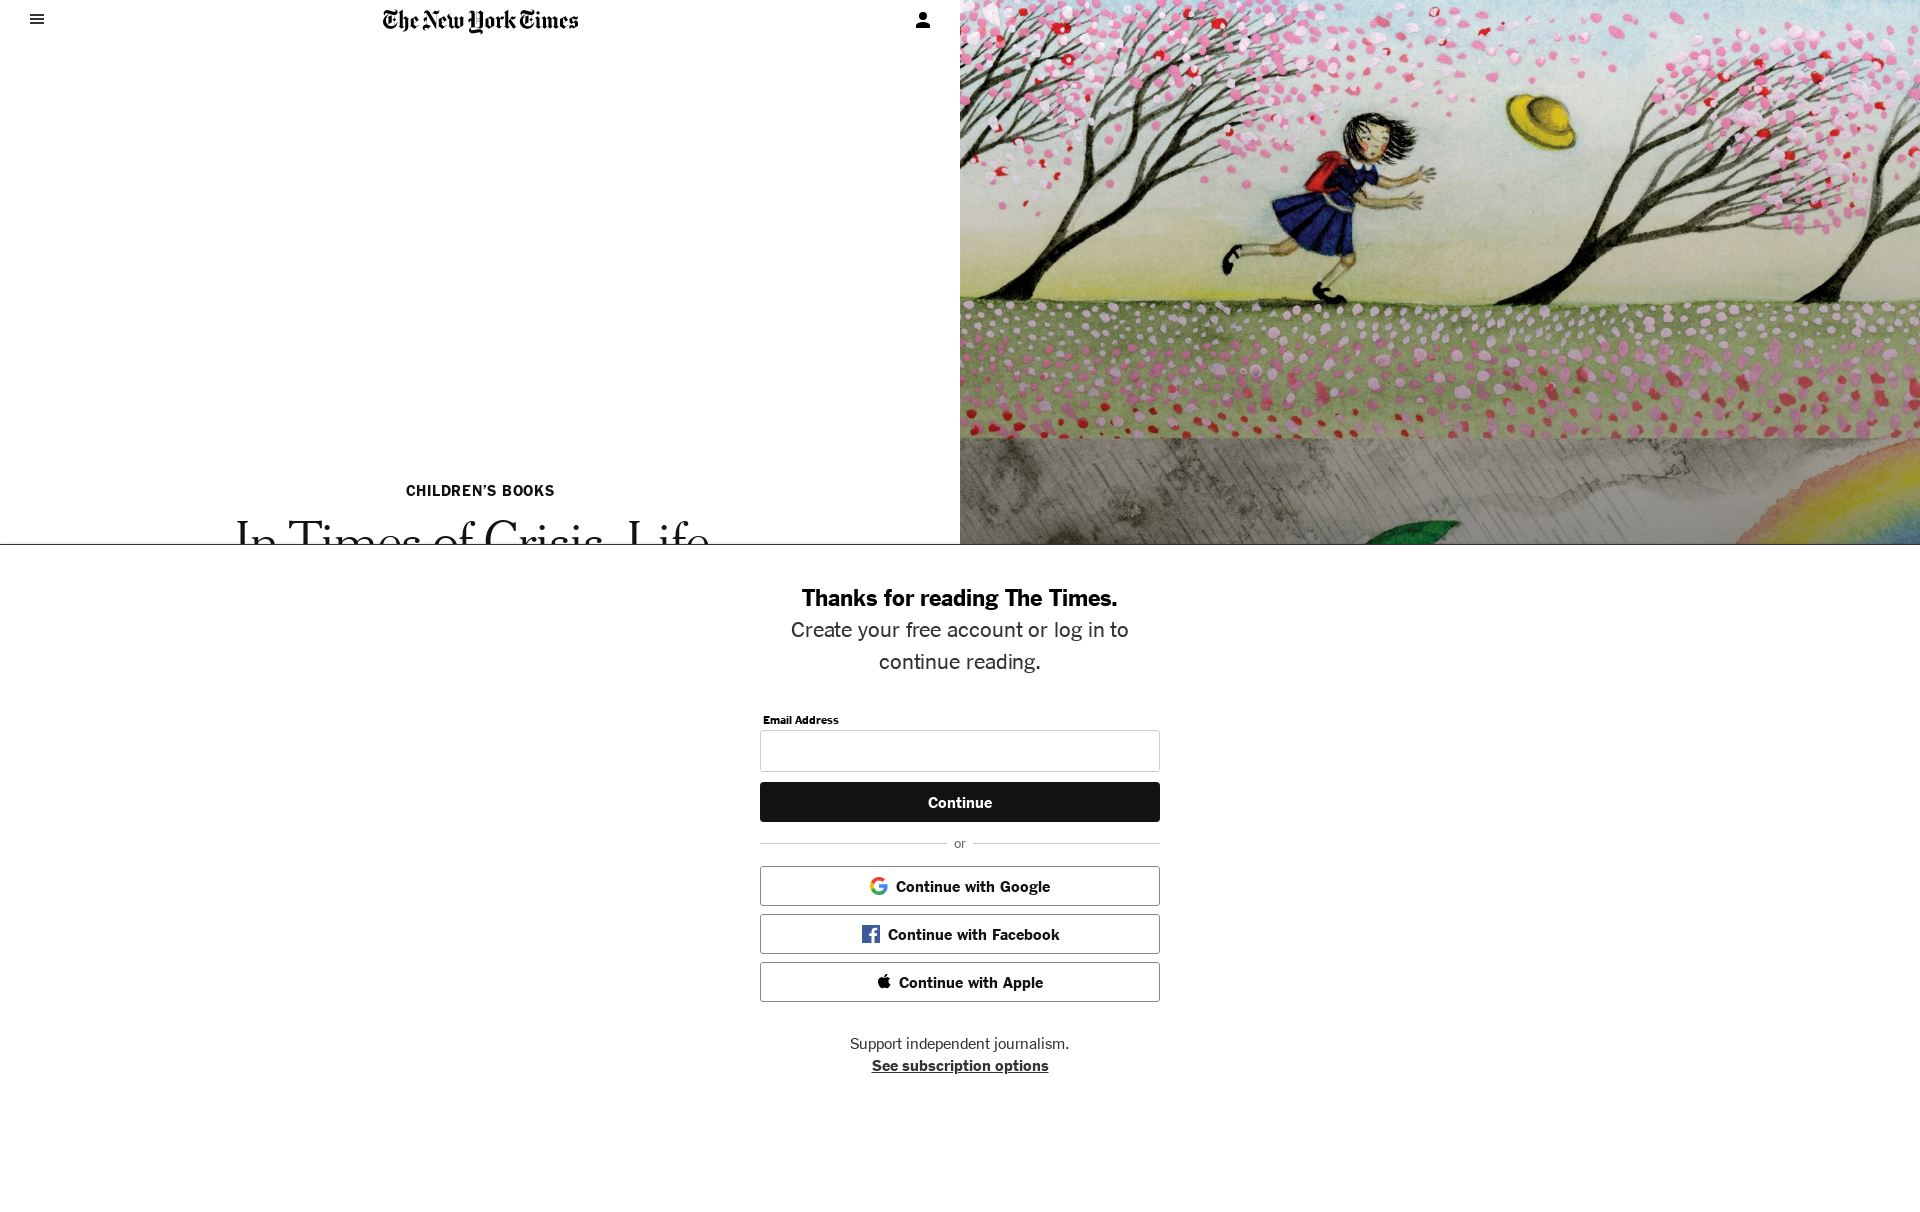 The New York Times
CHILDREN’S BOOKS
In Times of Crisis, Life
Thanks for reading The Times.
Create your free account or log in to
continue reading.
Email Address
Continue
or
Continue with Google
Continue with Facebook
Continue with Apple
Support independent journalism.
See subscription options